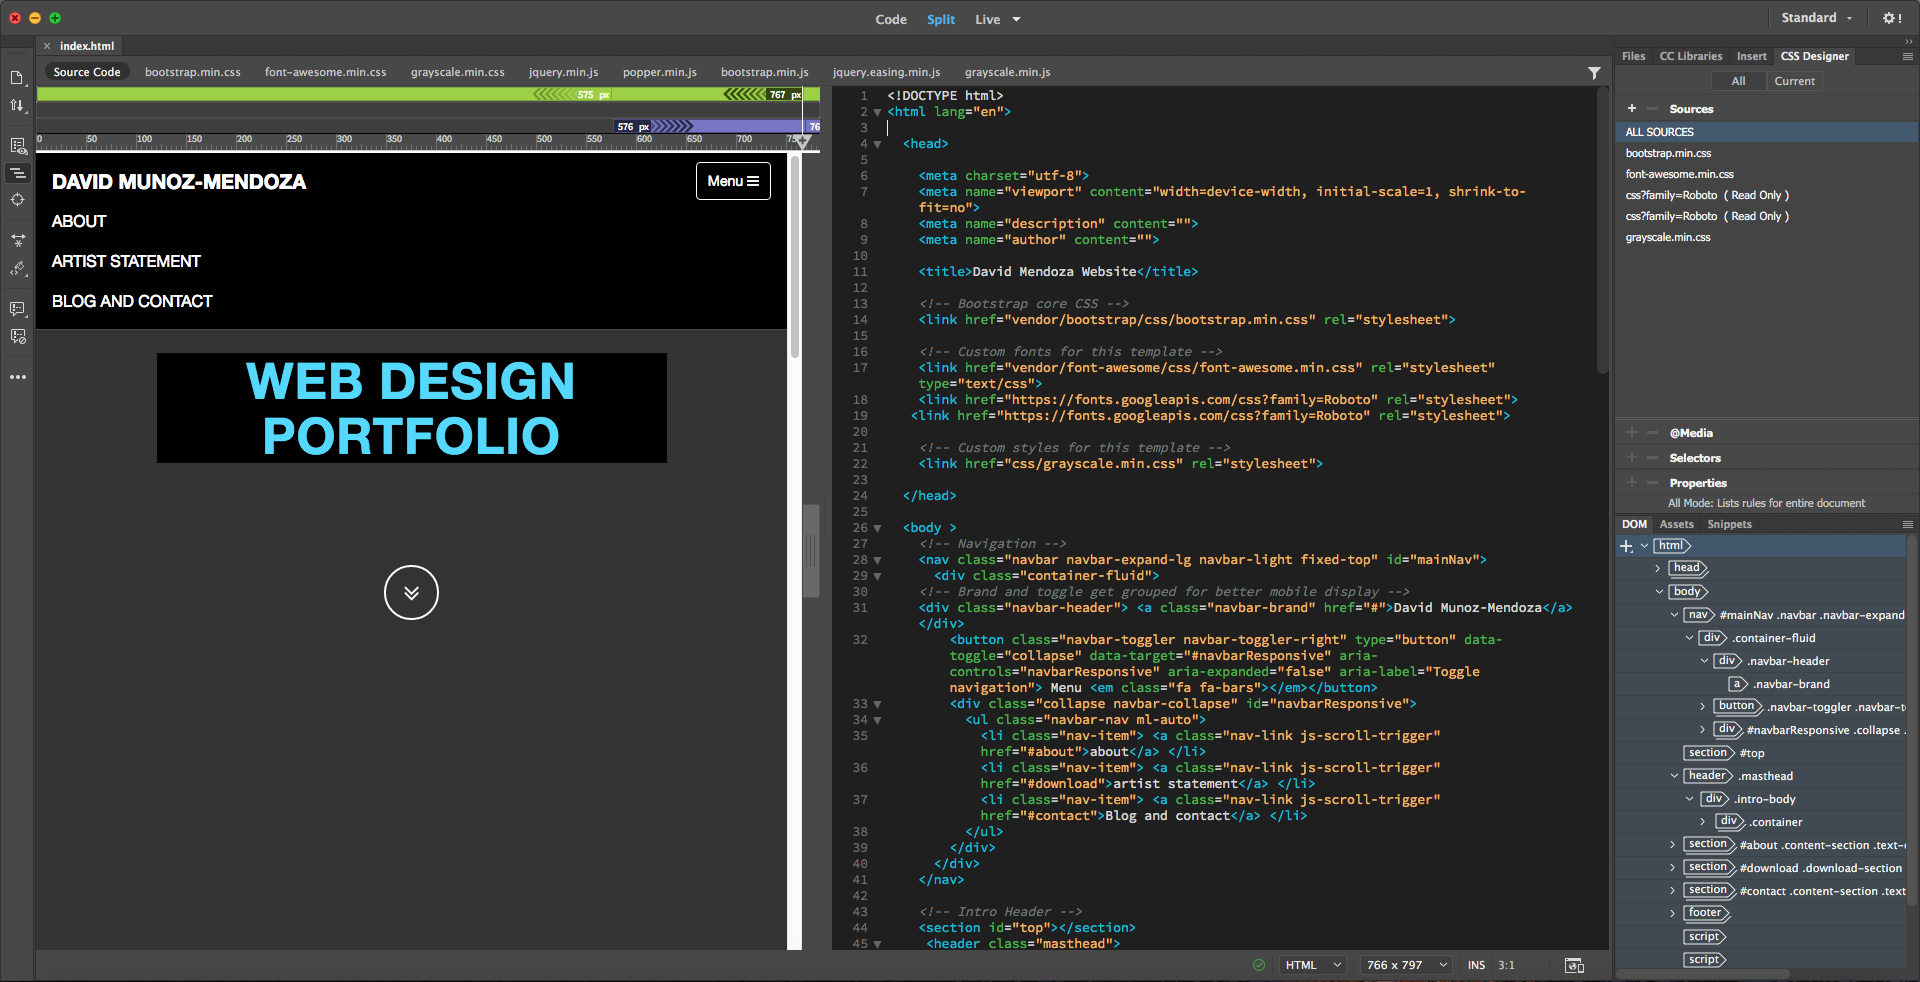 Code Split Live
Standard
index.html
Source Code bootstrap.min.css font-awesome.min.css grayscale.min.css jquery.min.js popper.min.js bootstrap.min.js jquery.easing.min.js grayscale.min.js
575 px 767 px
576 px 76
0 50 100 150 200 250 300 350 400 450 500 550 600 650 700
DAVID MUNOZ-MENDOZA
Menu
ABOUT
ARTIST STATEMENT
BLOG AND CONTACT
WEB DESIGN
PORTFOLIO
1 <!DOCTYPE html>
2 <html lang="en">
3
4 <head>
5
6 <meta charset="utf-8">
7 <meta name="viewport" content="width=device-width, initial-scale=1, shrink-to-
fit=no">
8 <meta name="description" content="">
9 <meta name="author" content="">
10
11 <title>David Mendoza Website</title>
12
13 <!-- Bootstrap core CSS -->
14 <link href="vendor/bootstrap/css/bootstrap.min.css" rel="stylesheet">
15
16 <!-- Custom fonts for this template -->
17 <link href="vendor/font-awesome/css/font-awesome.min.css" rel="stylesheet"
type="text/css">
18 <link href="https://fonts.googleapis.com/css?family=Roboto" rel="stylesheet">
19 <link href="https://fonts.googleapis.com/css?family=Roboto" rel="stylesheet">
20
21 <!-- Custom styles for this template -->
22 <link href="css/grayscale.min.css" rel="stylesheet">
23
24 </head>
25
26 <body >
27 <!-- Navigation -->
28 <nav class="navbar navbar-expand-lg navbar-light fixed-top" id="mainNav">
29 <div class="container-fluid">
30 <!-- Brand and toggle get grouped for better mobile display -->
31 <div class="navbar-header"> <a class="navbar-brand" href="#">David Munoz-Mendoza</a>
</div>
32 <button class="navbar-toggler navbar-toggler-right" type="button" data-
toggle="collapse" data-target="#navbarResponsive" aria-
controls="navbarResponsive" aria-expanded="false" aria-label="Toggle
navigation"> Menu <em class="fa fa-bars"></em></button>
33 <div class="collapse navbar-collapse" id="navbarResponsive">
34 <ul class="navbar-nav ml-auto">
35 <li class="nav-item"> <a class="nav-link js-scroll-trigger"
href="#about">about</a> </li>
36 <li class="nav-item"> <a class="nav-link js-scroll-trigger"
href="#download">artist statement</a> </li>
37 <li class="nav-item"> <a class="nav-link js-scroll-trigger"
href="#contact">Blog and contact</a> </li>
38 </ul>
39 </div>
40 </div>
41 </nav>
42
43 <!-- Intro Header -->
44 <section id="top"></section>
45 <header class="masthead">
HTML 766 x 797 INS 3:1
Files CC Libraries Insert CSS Designer
All Current
Sources
ALL SOURCES
bootstrap.min.css
font-awesome.min.css
css?family=Roboto ( Read Only )
css?family=Roboto ( Read Only )
grayscale.min.css
@Media
Selectors
Properties
All Mode: Lists rules for entire document
DOM Assets Snippets
html
head
body
nav #mainNav .navbar .navbar-expand
div .container-fluid
div .navbar-header
a .navbar-brand
button .navbar-toggler .navbar-t
div #navbarResponsive .collapse .
section #top
header .masthead
div .intro-body
div .container
section #about .content-section .text-
section #download .download-section
section #contact .content-section .text
footer
script
script